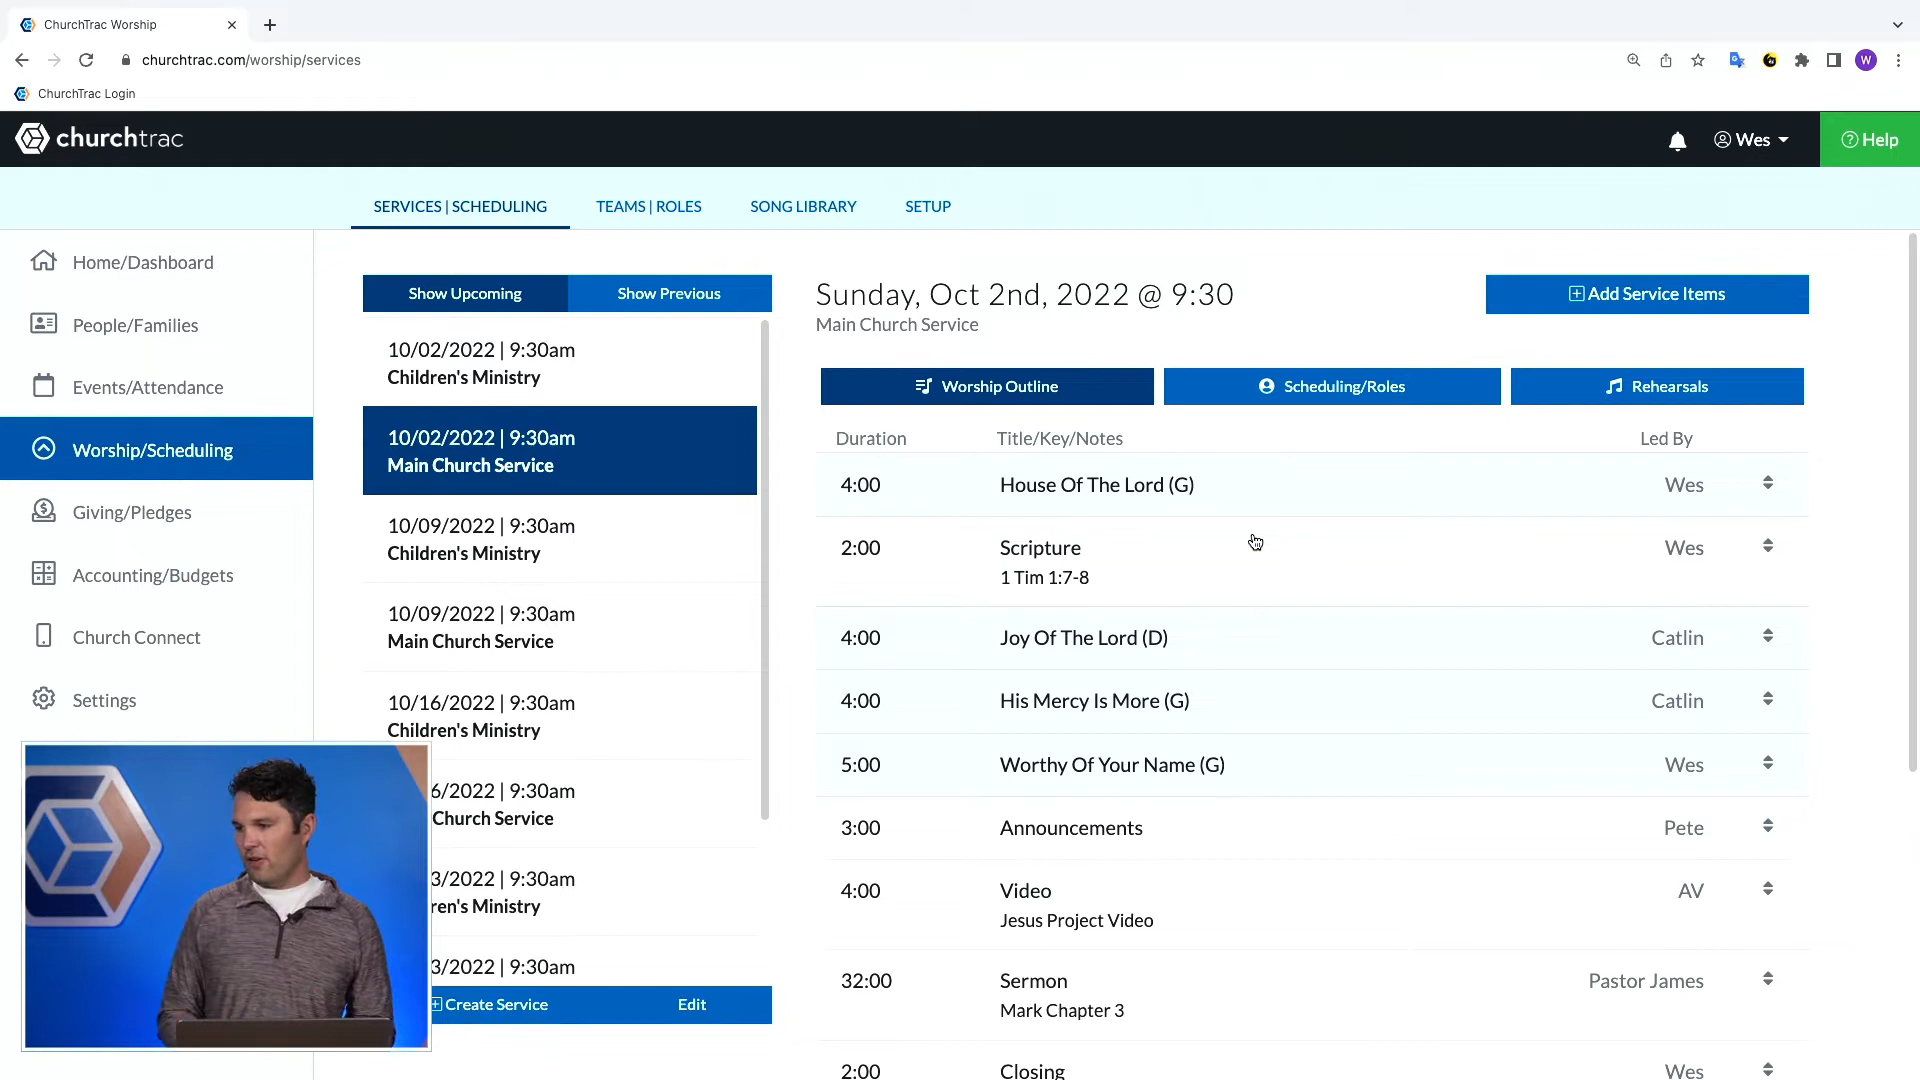 ChurchTrac Worship
churchtrac.com/worship/services
W
ChurchTrac Login
churchtrac
Wes
Help
SERVICES | SCHEDULING
TEAMS | ROLES
SONG LIBRARY
SETUP
Home/Dashboard
People/Families
Events/Attendance
Worship/Scheduling
Giving/Pledges
Accounting/Budgets
Church Connect
Settings
Show Upcoming
Show Previous
10/02/2022 | 9:30am
Children's Ministry
10/02/2022 | 9:30am
Main Church Service
10/09/2022 | 9:30am
Children's Ministry
10/09/2022 | 9:30am
Main Church Service
10/16/2022 | 9:30am
Children's Ministry
6/2022 | 9:30am
Church Service
3/2022 | 9:30am
ren's Ministry
3/2022 | 9:30am
Create Service
Edit
Sunday, Oct 2nd, 2022 @ 9:30
Main Church Service
Add Service Items
Worship Outline
Scheduling/Roles
Rehearsals
Duration Title/Key/Notes Led By
4:00 House Of The Lord (G) Wes
2:00 Scripture Wes
1 Tim 1:7-8
4:00 Joy Of The Lord (D) Catlin
4:00 His Mercy Is More (G) Catlin
5:00 Worthy Of Your Name (G) Wes
3:00 Announcements Pete
4:00 Video AV
Jesus Project Video
32:00 Sermon Pastor James
Mark Chapter 3
2:00 Closing Wes